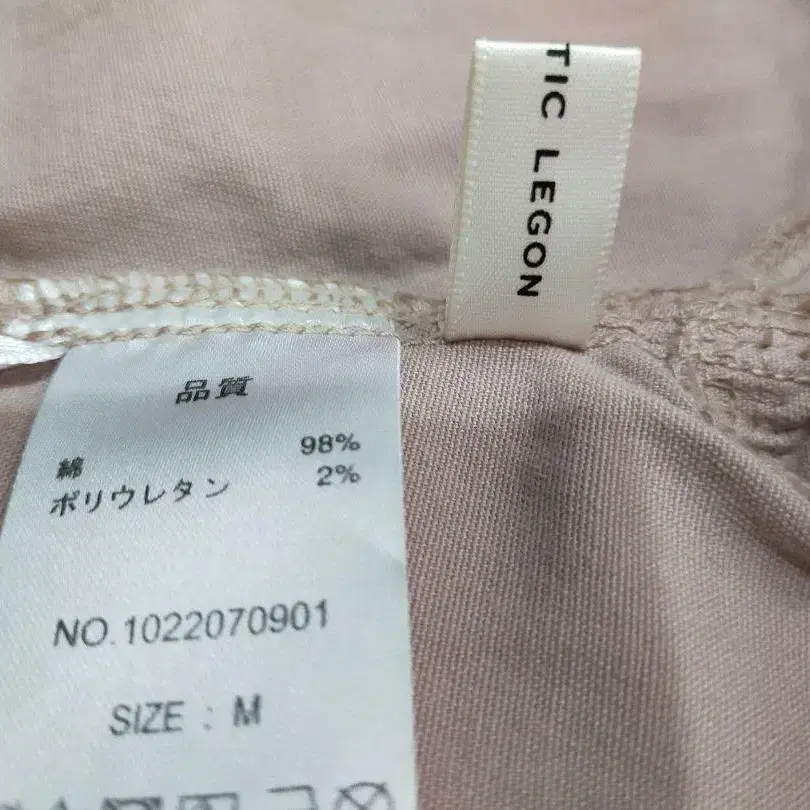 TIC LEGON
品質
綿 98%
ポリウレタン 2%
NO.1022070901
SIZE : M